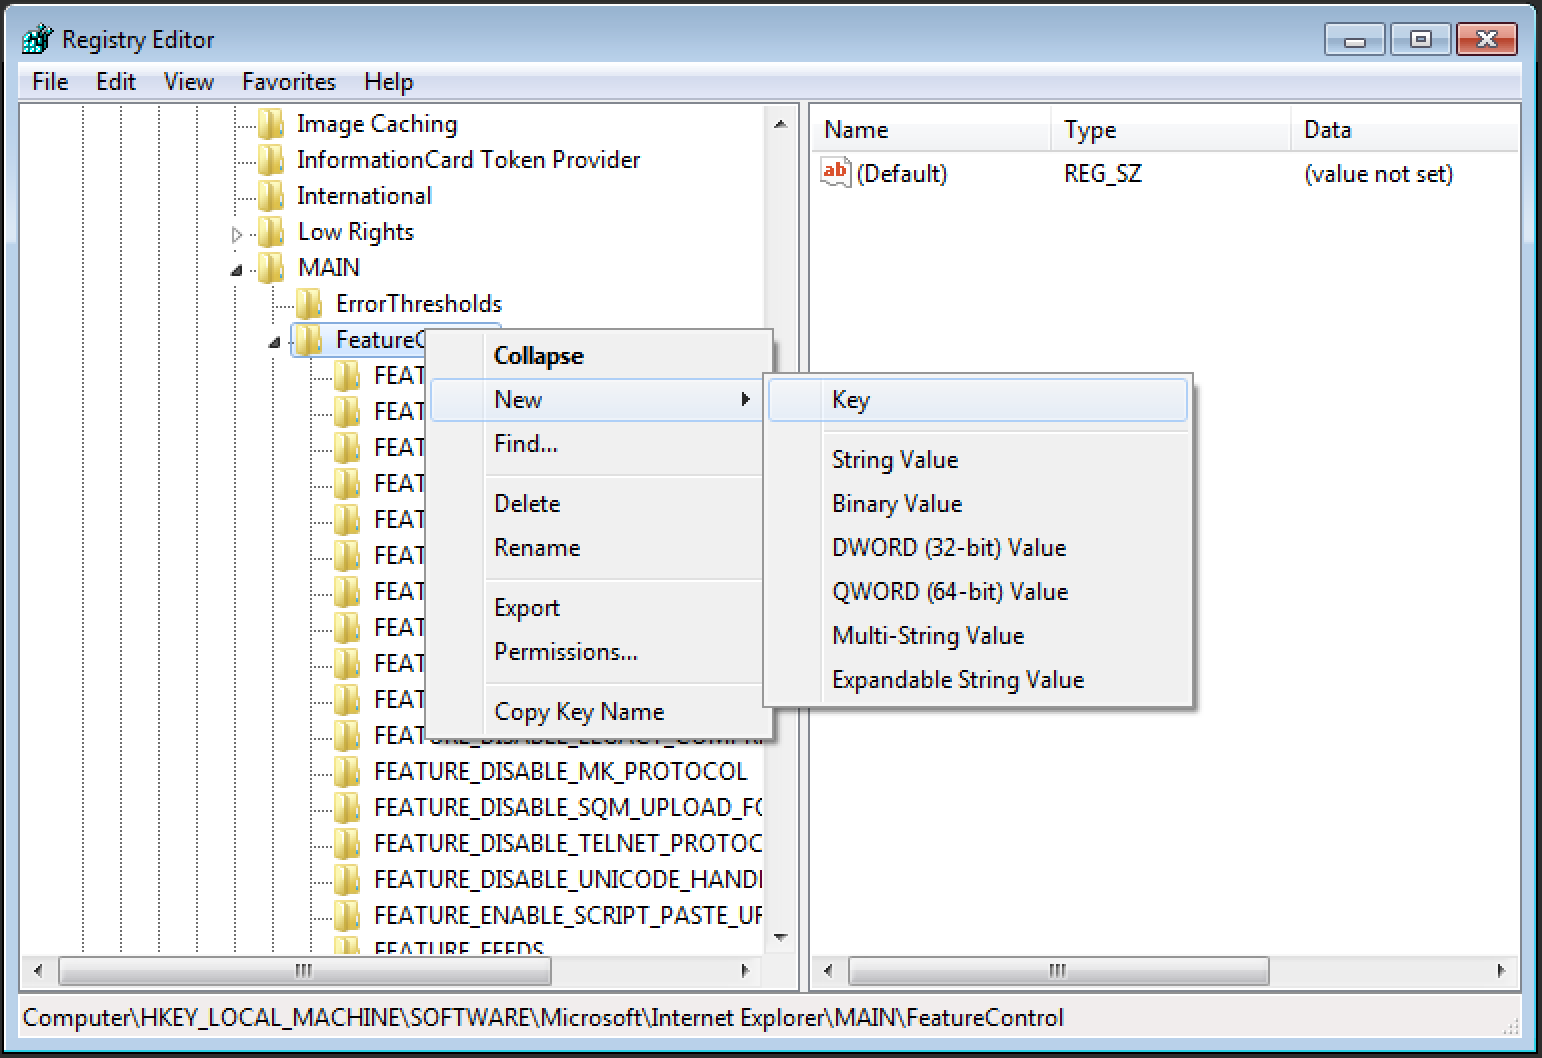 Registry Editor
File Edit View Favorites Help
Image Caching
InformationCard Token Provider
International
Low Rights
MAIN
ErrorThresholds
FeatureC
FEAT
FEAT
FEAT
FEAT
FEAT
FEAT
FEAT
FEAT
FEAT
FEAT
FEAT
FEATURE_DISABLE_MK_PROTOCOL
FEATURE_DISABLE_SQM_UPLOAD_FO
FEATURE_DISABLE_TELNET_PROTOC
FEATURE_DISABLE_UNICODE_HANDL
FEATURE_ENABLE_SCRIPT_PASTE_UR
FEATURE_FEEDS
Collapse
New
Find...
Delete
Rename
Export
Permissions...
Copy Key Name
Key
String Value
Binary Value
DWORD (32-bit) Value
QWORD (64-bit) Value
Multi-String Value
Expandable String Value
Name Type Data
ab (Default) REG_SZ (value not set)
Computer\HKEY_LOCAL_MACHINE\SOFTWARE\Microsoft\Internet Explorer\MAIN\FeatureControl